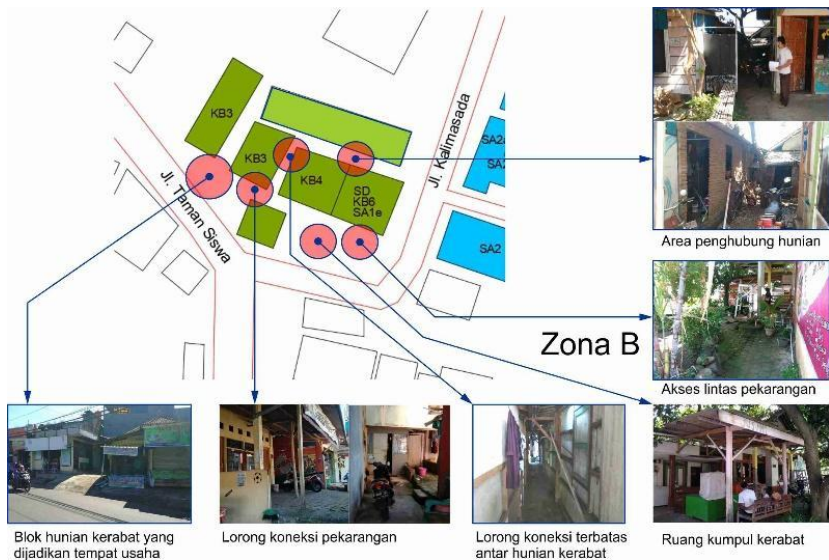 KB3
KB3
KB4
SD
KB6
SA1e
SA2
Jl. Taman Siswa
Jl. Kalimasada
Zona B
Area penghubung hunian
Akses lintas pekarangan
Blok hunian kerabat yang
dijadikan tempat usaha
Lorong koneksi pekarangan
Lorong koneksi terbatas
antar hunian kerabat
Ruang kumpul kerabat